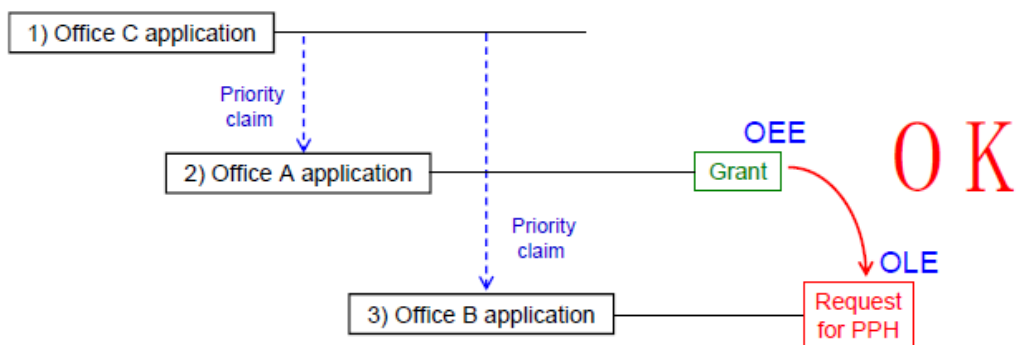 1) Office C application
Priority
claim
OEE
OK
2) Office A application
Grant
Priority
claim
OLE
3) Office B application
Request
for PPH